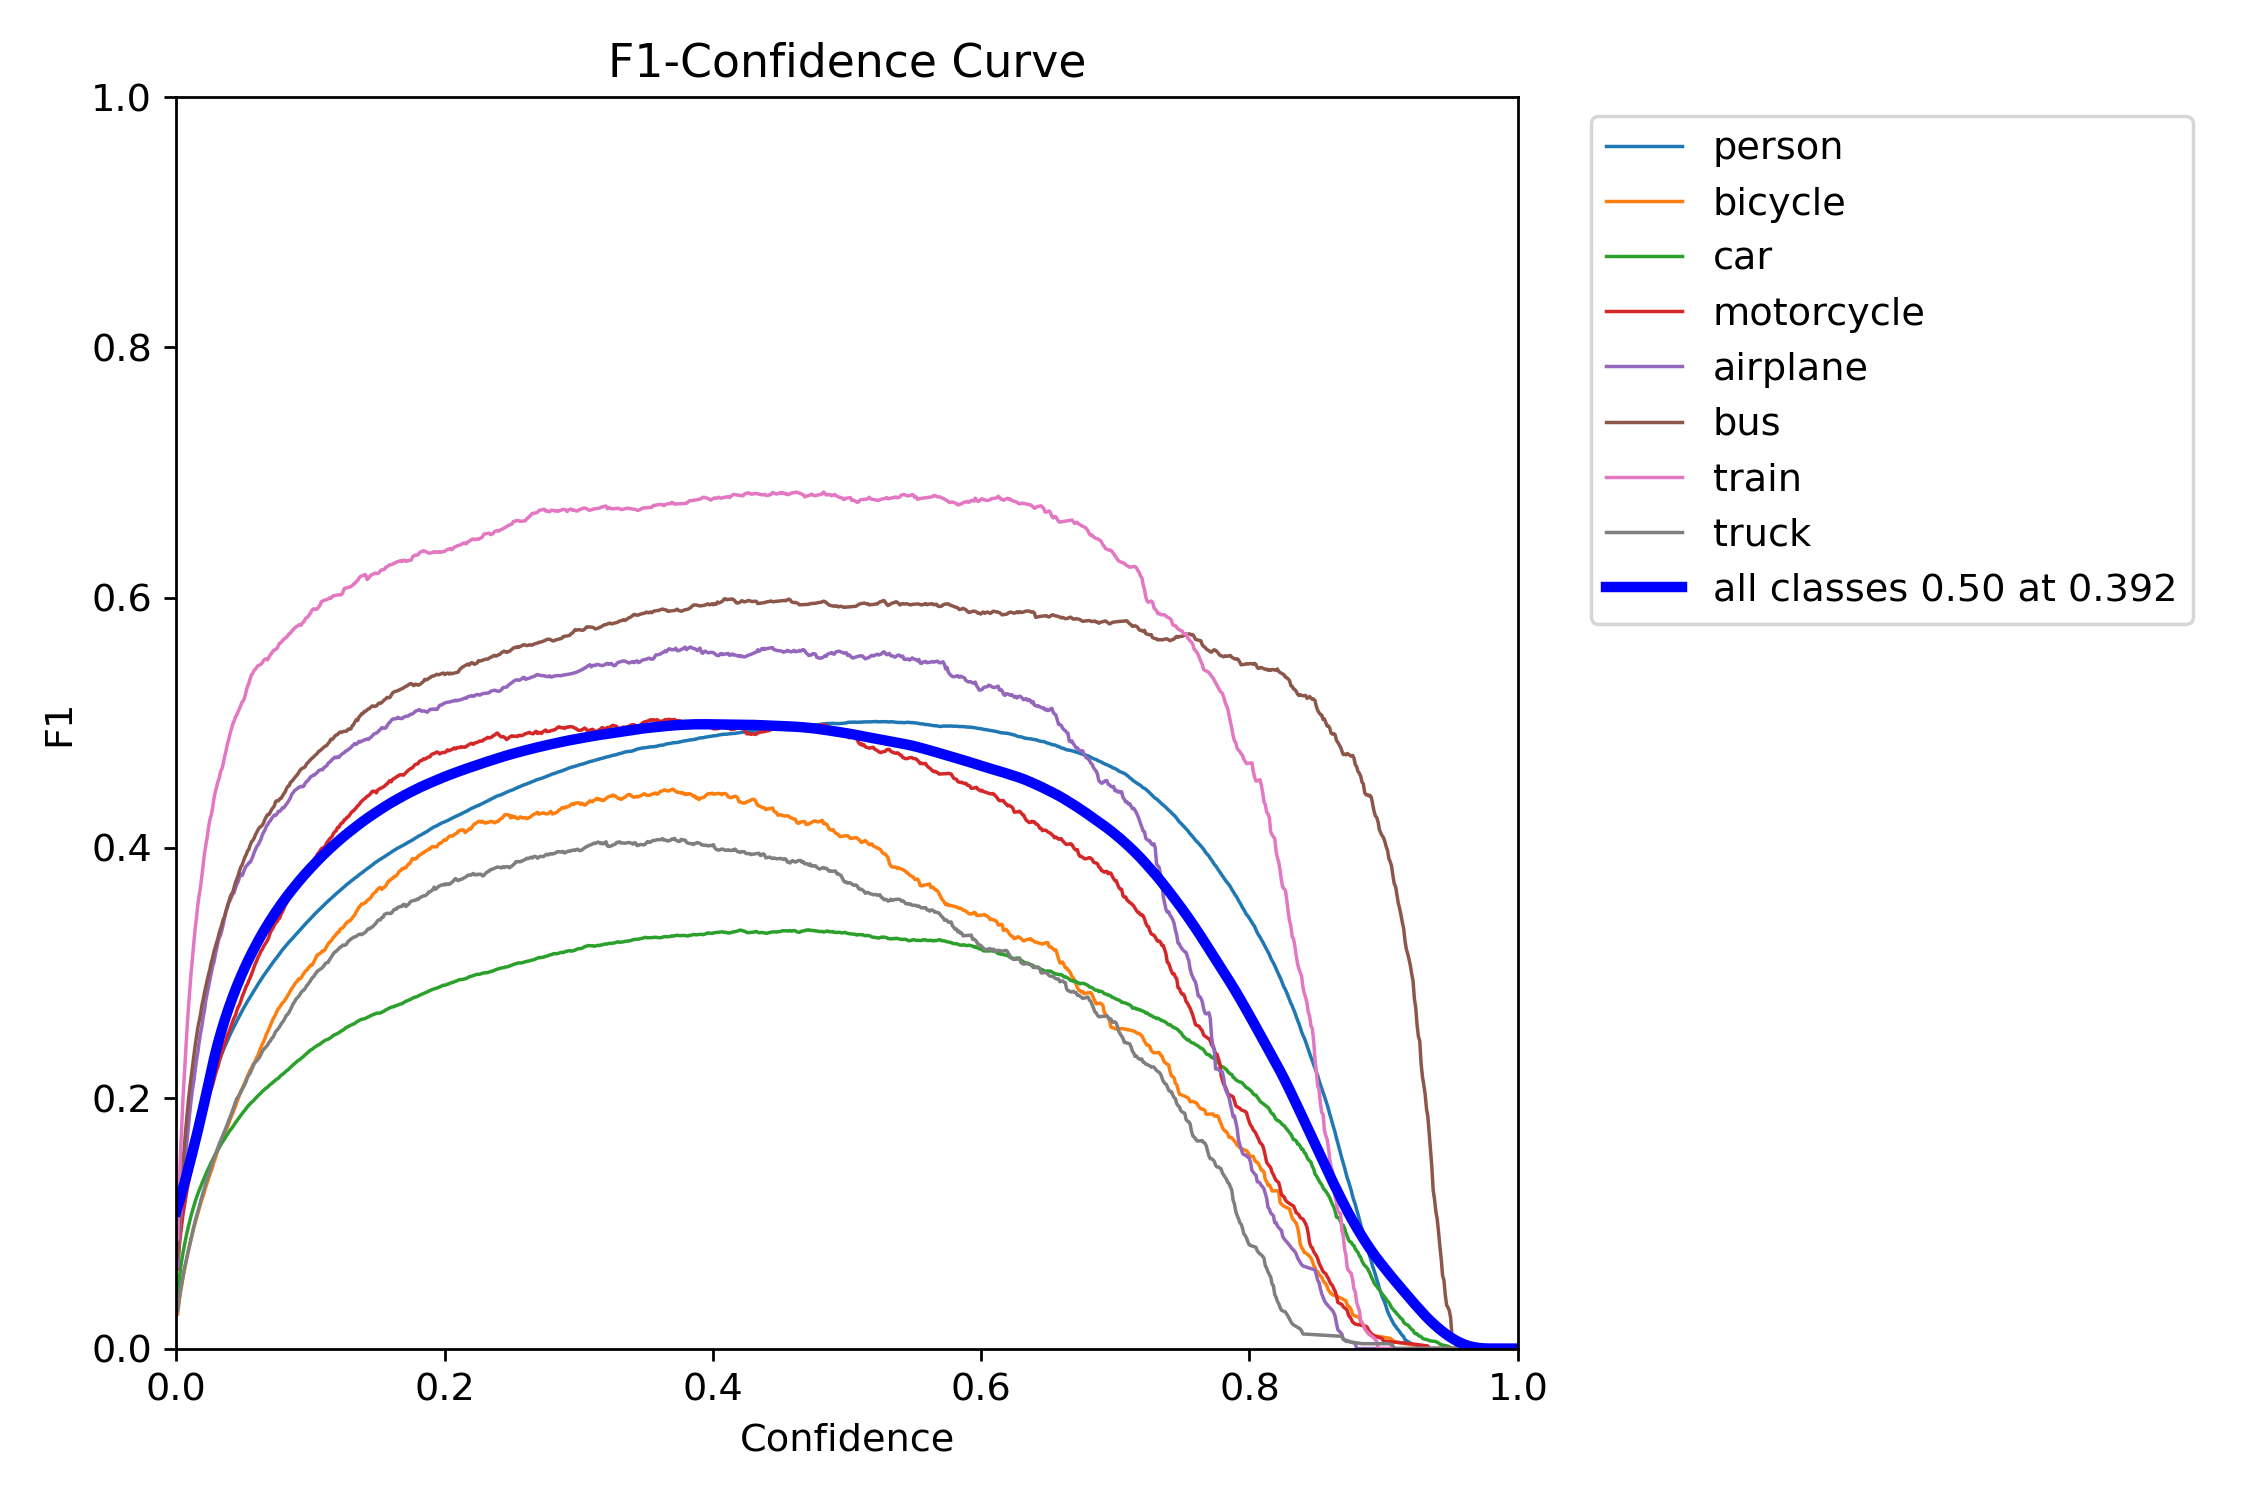 F1-Confidence Curve
1.0
0.8
0.6
0.4
0.2
0.0
F1
0.0 0.2 0.4 0.6 0.8 1.0
Confidence
person
bicycle
car
motorcycle
airplane
bus
train
truck
all classes 0.50 at 0.392